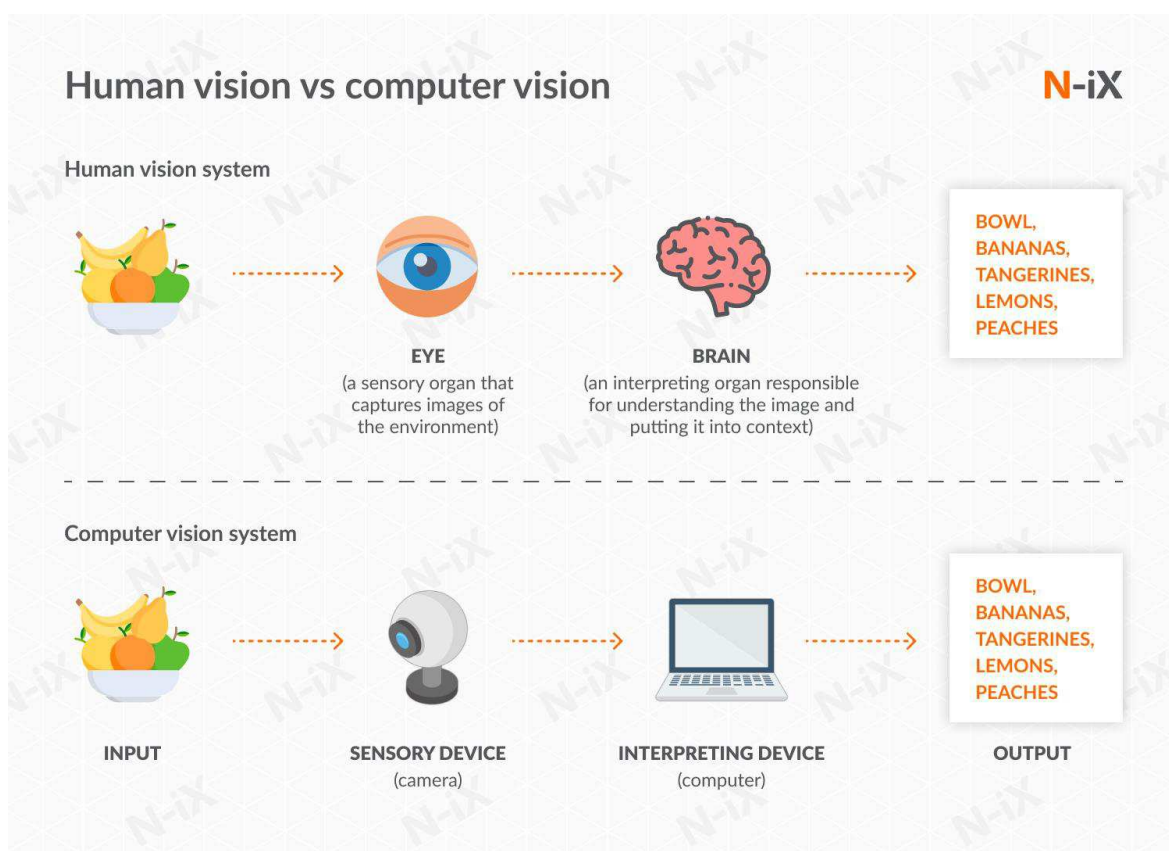 Human vision vs computer vision
N-iX
Human vision system
BOWL,
BANANAS,
TANGERINES,
LEMONS,
PEACHES
EYE
(a sensory organ that
captures images of
the environment)
BRAIN
(an interpreting organ responsible
for understanding the image and
putting it into context)
Computer vision system
BOWL,
BANANAS,
TANGERINES,
LEMONS,
PEACHES
INPUT
SENSORY DEVICE
(camera)
INTERPRETING DEVICE
(computer)
OUTPUT